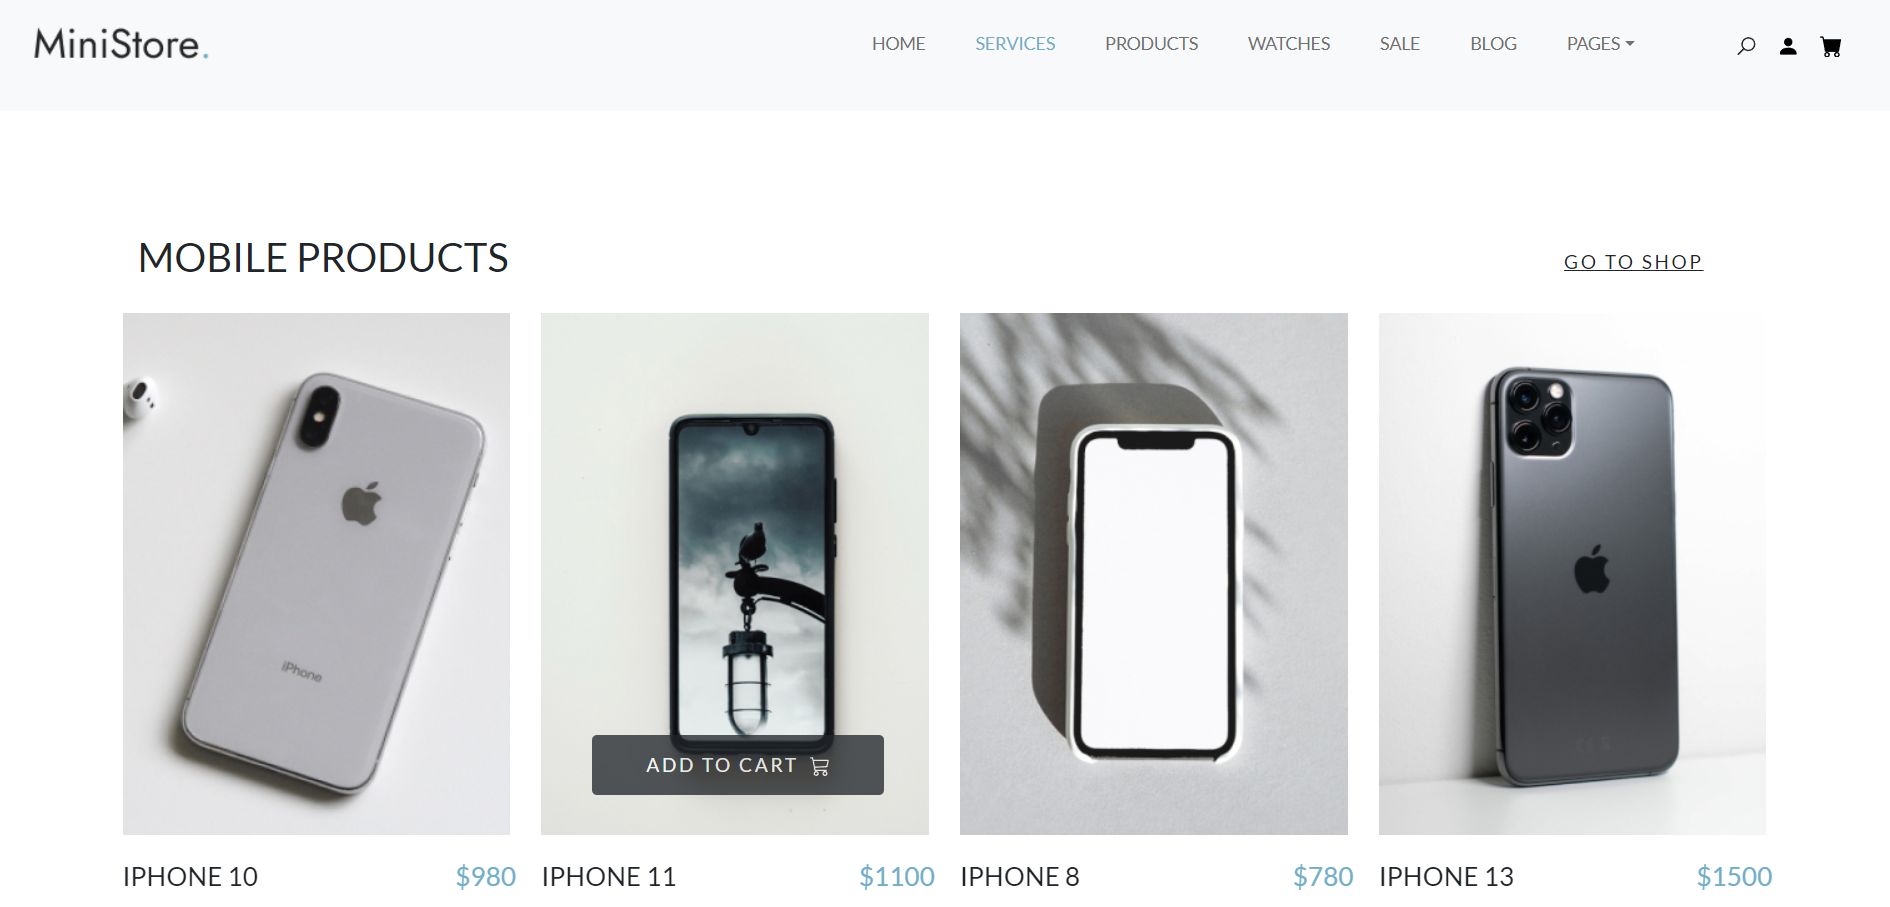 MiniStore.
HOME SERVICES PRODUCTS WATCHES SALE BLOG PAGES
MOBILE PRODUCTS
GO TO SHOP
iPhone
ADD TO CART
IPHONE 10 $980
IPHONE 11 $1100
IPHONE 8 $780
IPHONE 13 $1500